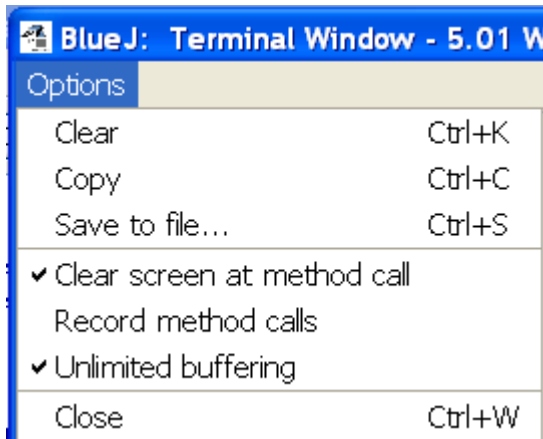 BlueJ: Terminal Window - 5.01
Options
Clear Ctrl+K
Copy Ctrl+C
Save to file... Ctrl+S
Clear screen at method call
Record method calls
Unlimited buffering
Close Ctrl+W